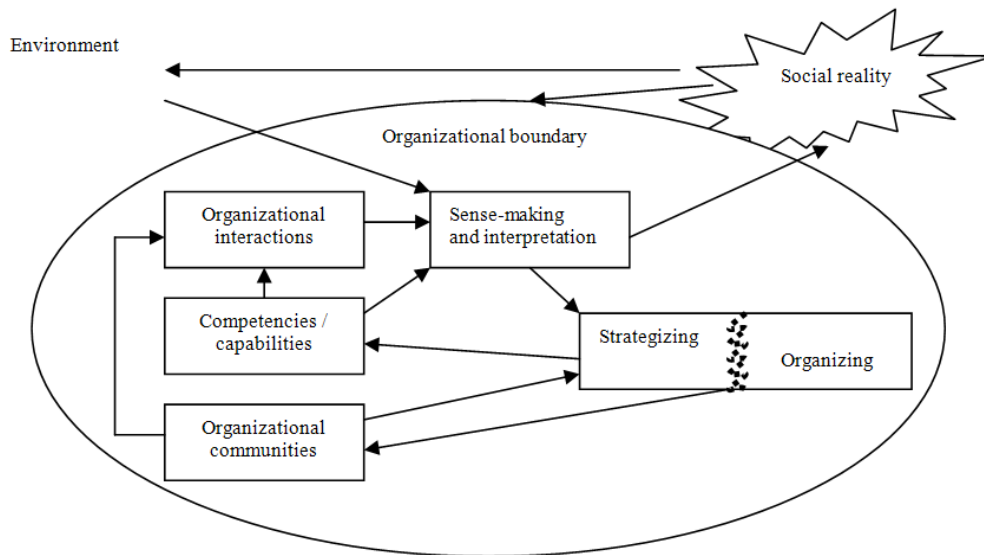 Environment
Social reality
Organizational boundary
Organizational
interactions
Sense-making
and interpretation
Competencies /
capabilities
Strategizing
Organizing
Organizational
communities